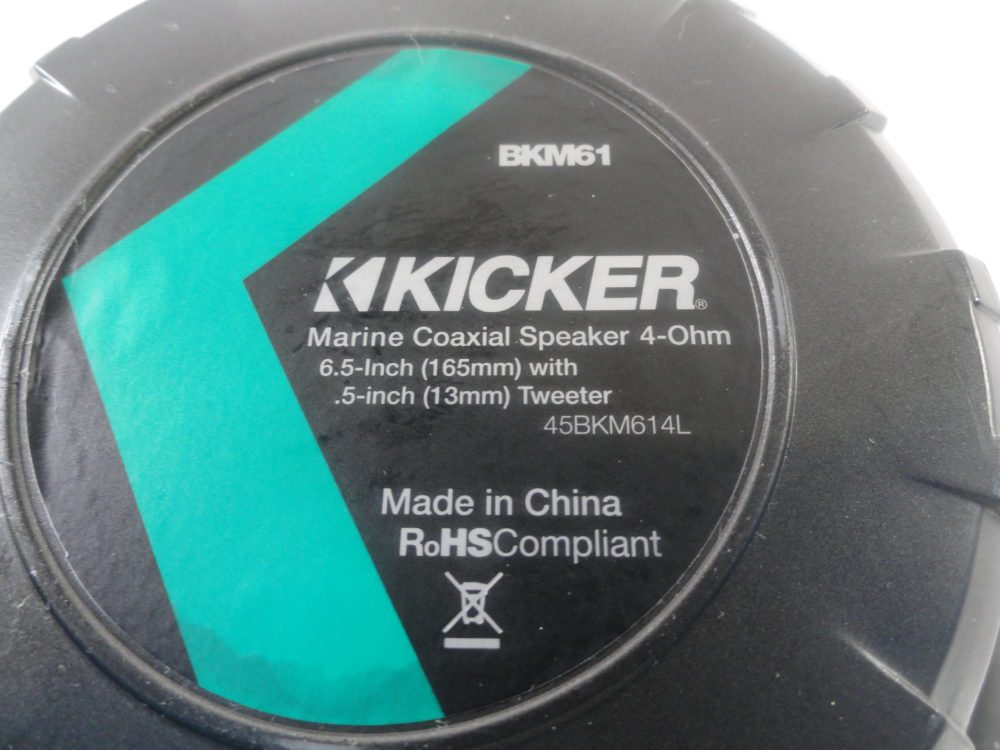 BKM61
KICKER®
Marine Coaxial Speaker 4-Ohm
6.5-Inch (165mm) with
.5-inch (13mm) Tweeter
45BKM614L
Made in China
RoHSCompliant